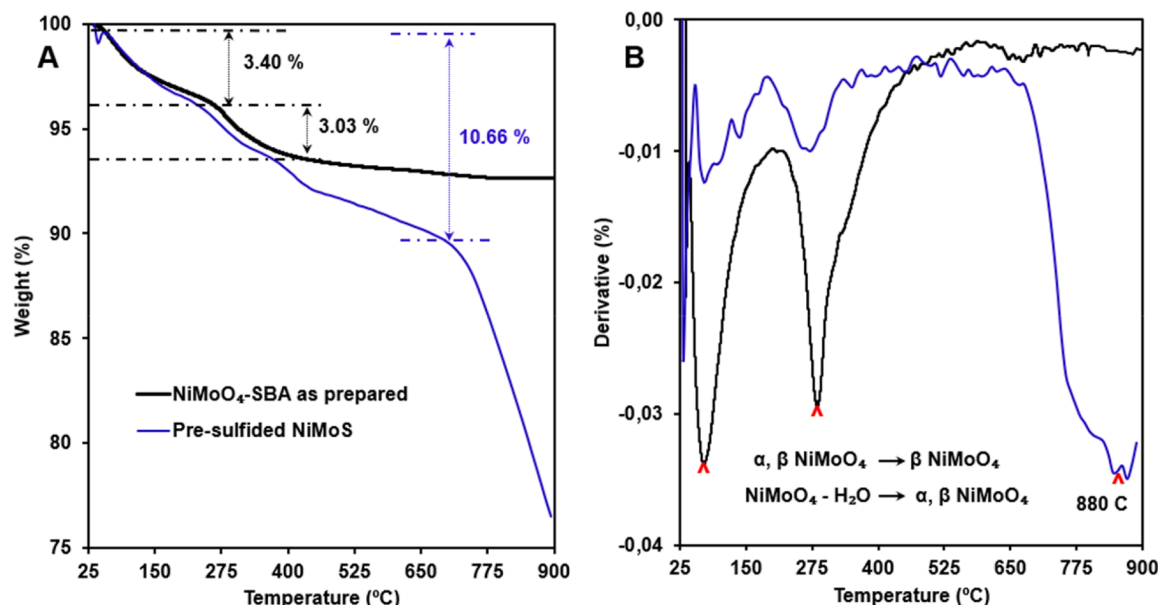 A
100
95
90
85
80
75
Weight (%)
3.40 %
3.03 %
10.66 %
NiMoO₄-SBA as prepared
Pre-sulfided NiMoS
25 150 275 400 525 650 775 900
Temperature (ºC)
B
0,00
-0,01
-0,02
-0,03
-0,04
Derivative (%)
α, β NiMoO₄ → β NiMoO₄
NiMoO₄ - H₂O → α, β NiMoO₄
880 C
25 150 275 400 525 650 775 900
Temperature (ºC)